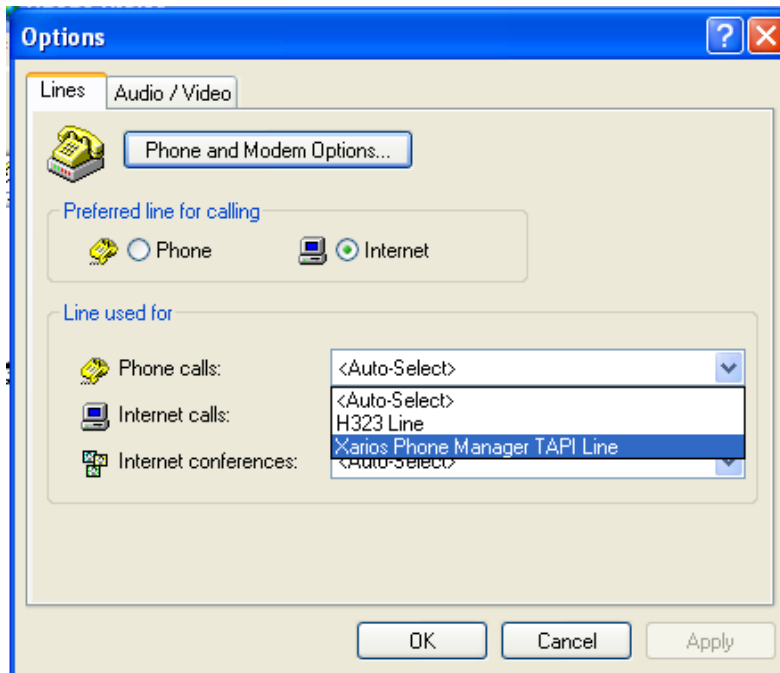 Options
Lines
Audio / Video
Phone and Modem Options...
Preferred line for calling
Phone
Internet
Line used for
Phone calls:
<Auto-Select>
<Auto-Select>
Internet calls:
H323 Line
Xarios Phone Manager TAPI Line
Internet conferences:
<Auto-Select>
OK
Cancel
Apply